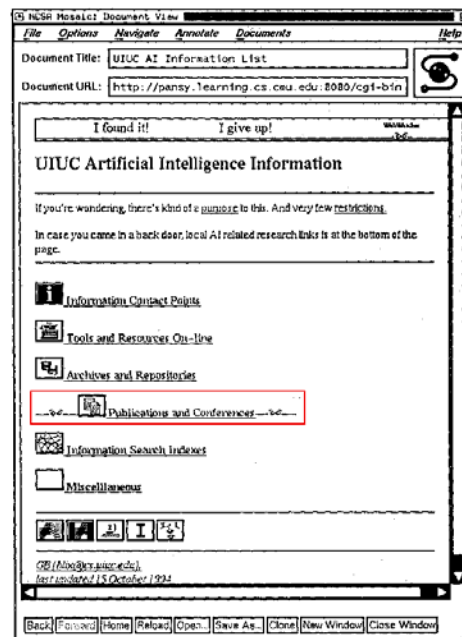 NCSA Mosaic: Document View
File Options Navigate Annotate Documents Help
Document Title: UIUC AI Information List
Document URL: http://pansy.learning.cs.cmu.edu:8080/cgi-bin
I found it! I give up!
UIUC Artificial Intelligence Information
If you're wandering, there's kind of a purpose to this. And very few restrictions.
In case you came in a back door, local AI related research links is at the bottom of the
page.
Information Contact Points
Tools and Resources On-line
Archives and Repositories
Publications and Conferences
Information Search Indexes
Miscellaneous
last updated 15 October 1994
Back Forward Home Reload Open... Save As... Clone New Window Close Window